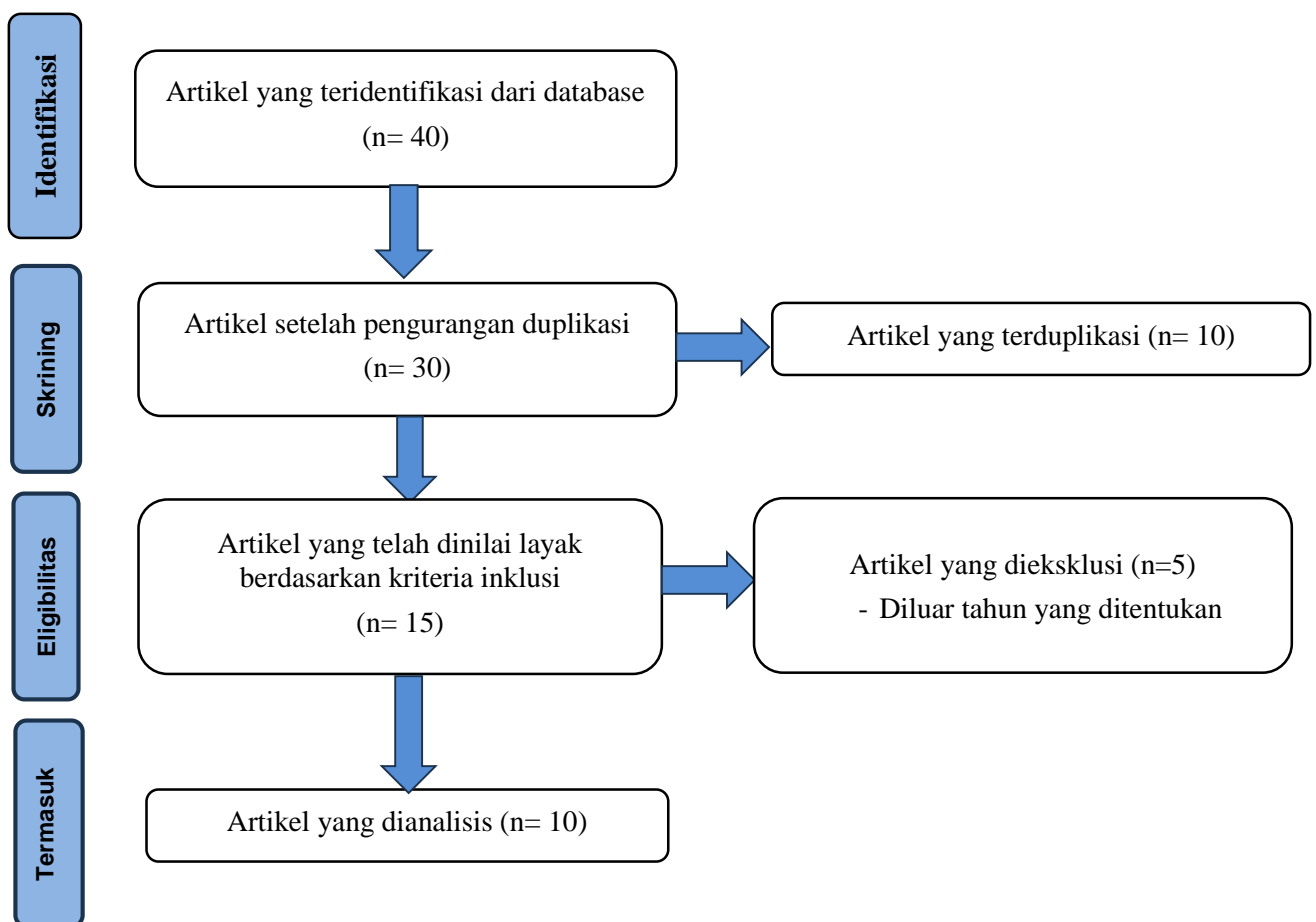 Identifikasi
Artikel yang teridentifikasi dari database
(n= 40)
Skrining
Artikel setelah pengurangan duplikasi
(n= 30)
Artikel yang terduplikasi (n= 10)
Eligibilitas
Artikel yang telah dinilai layak
berdasarkan kriteria inklusi
(n= 15)
Artikel yang dieksklusi (n=5)
- Diluar tahun yang ditentukan
Termasuk
Artikel yang dianalisis (n= 10)